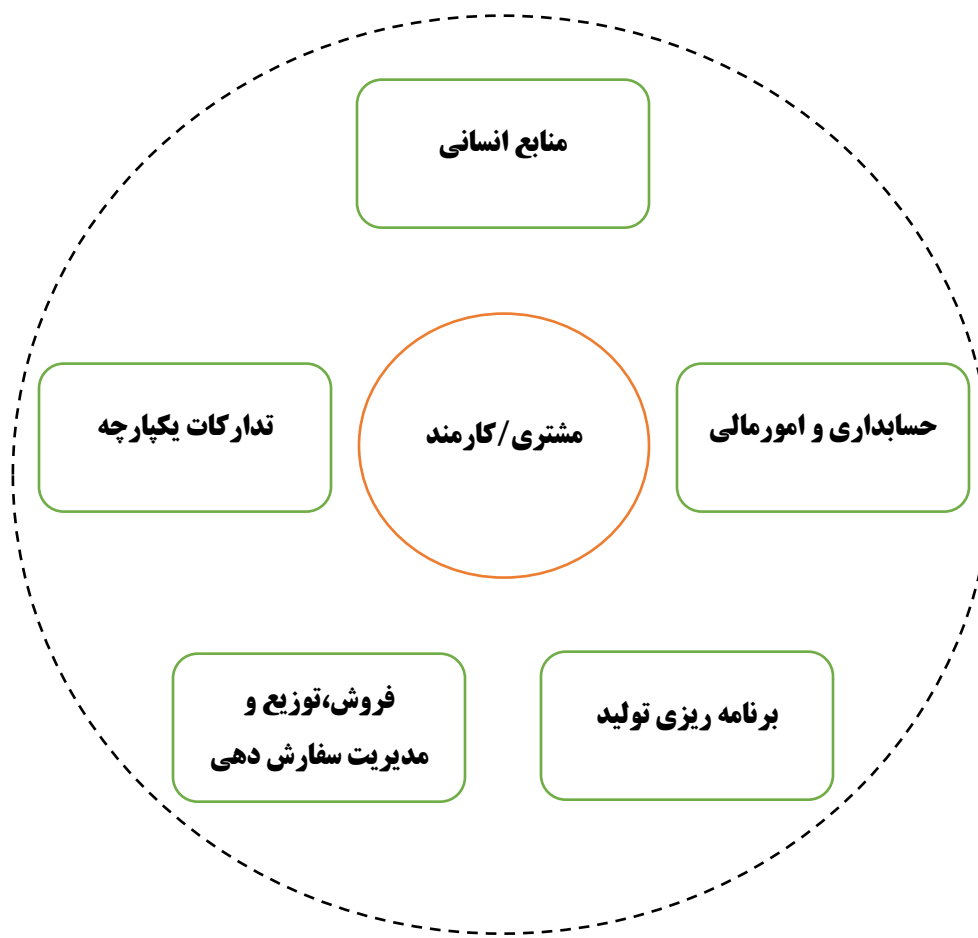 منابع انسانی
حسابداری و امورمالی
مشتری/کارمند
تدارکات یکپارچه
برنامه ریزی تولید
فروش،توزیع و
مدیریت سفارش دهی